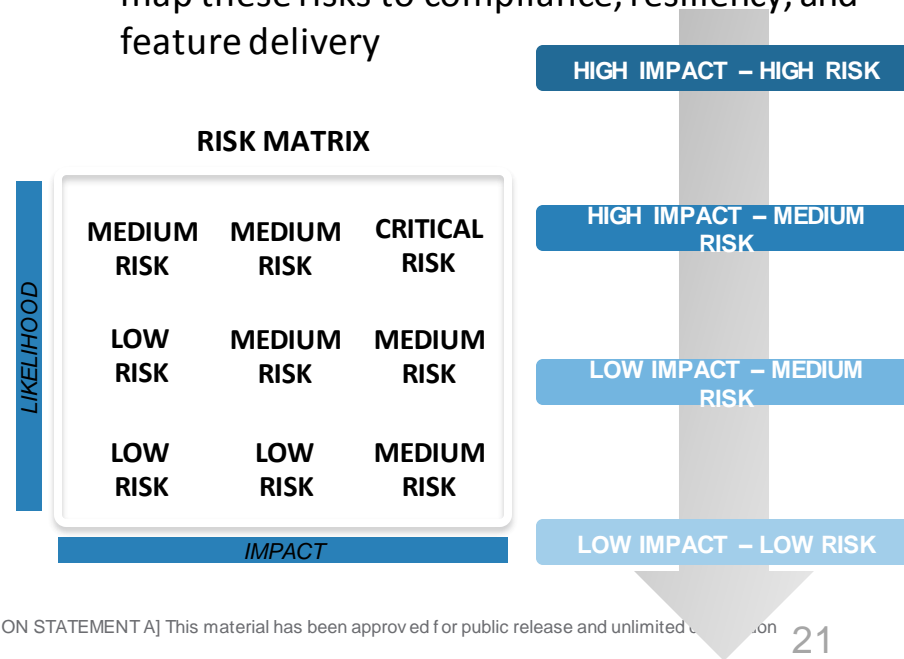 map these risks to compliance, resiliency, and
feature delivery
HIGH IMPACT – HIGH RISK
RISK MATRIX
HIGH IMPACT – MEDIUM
RISK
MEDIUM MEDIUM CRITICAL
RISK RISK RISK
LIKELIHOOD
LOW MEDIUM MEDIUM
RISK RISK RISK
LOW IMPACT – MEDIUM
RISK
LOW LOW MEDIUM
RISK RISK RISK
IMPACT
LOW IMPACT – LOW RISK
ON STATEMENT A] This material has been approved for public release and unlimited
21